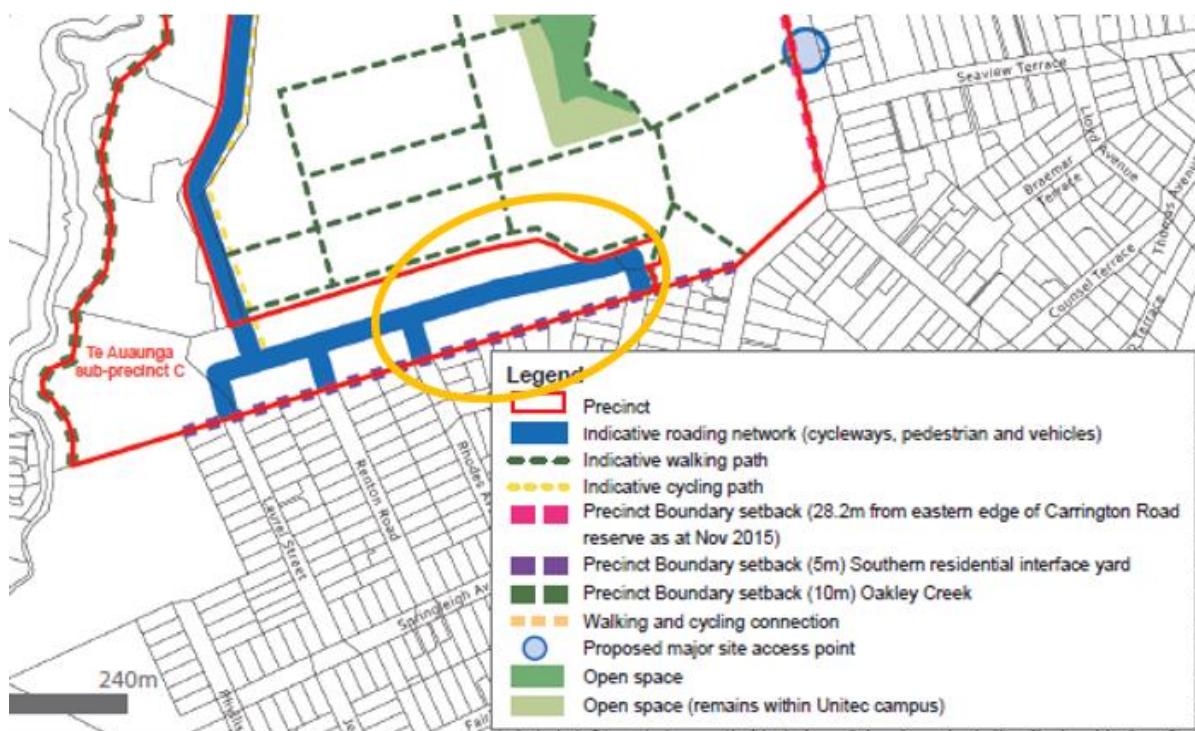 Seaview Terrace
Lloyd Avenue
Braemar
Terrace
Thomas Avenue
Counsel Terrace
Terrace
Te Auaunga
sub-precinct C
Legend
Precinct
Indicative roading network (cycleways, pedestrian and vehicles)
Indicative walking path
Indicative cycling path
Precinct Boundary setback (28.2m from eastern edge of Carrington Road
reserve as at Nov 2015)
Precinct Boundary setback (5m) Southern residential interface yard
Precinct Boundary setback (10m) Oakley Creek
Walking and cycling connection
Proposed major site access point
Open space
Open space (remains within Unitec campus)
Laurel Street
Renton Road
Rhodes Av
Springleigh Av
240m
Phyllis
Je
Fair